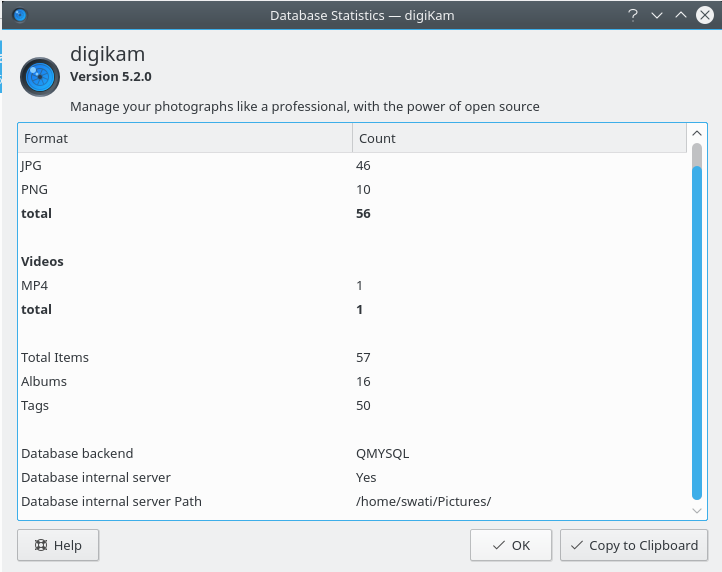 Database Statistics — digiKam
digikam
Version 5.2.0
Manage your photographs like a professional, with the power of open source
Format Count
JPG 46
PNG 10
total 56
Videos
MP4 1
total 1
Total Items 57
Albums 16
Tags 50
Database backend QMYSQL
Database internal server Yes
Database internal server Path /home/swati/Pictures/
Help OK Copy to Clipboard